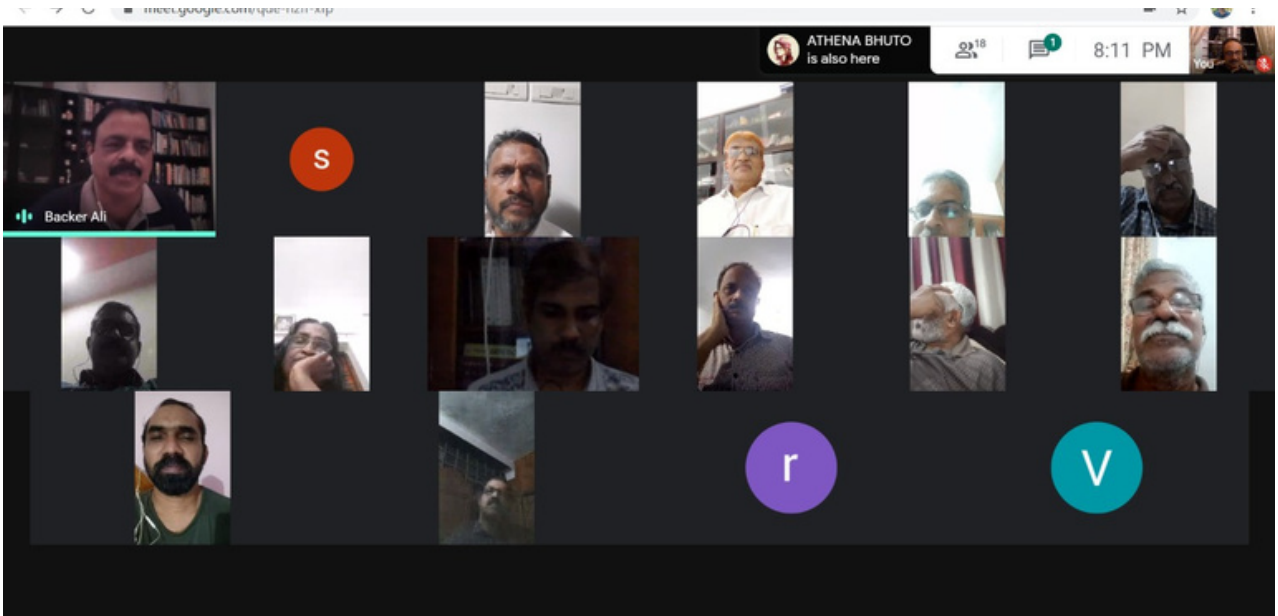 ATHENA BHUTO
is also here
18
1
8:11 PM
You
Backer Ali
S
r
V